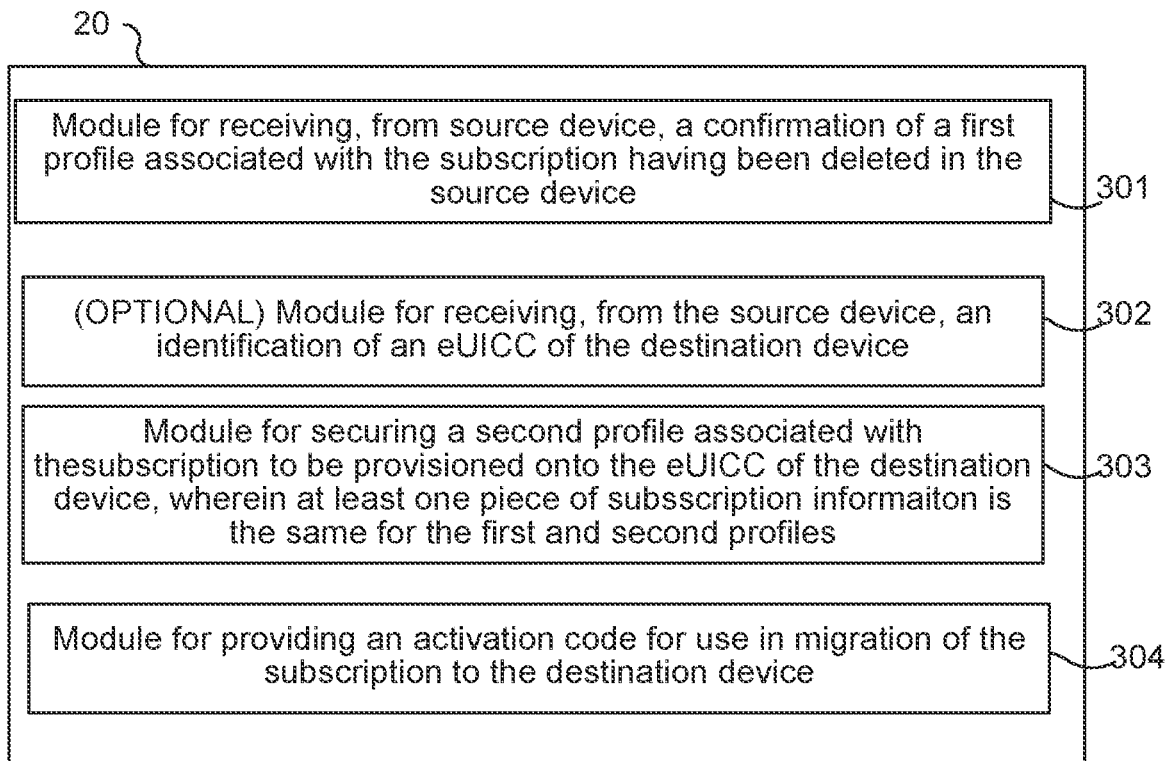 20
Module for receiving, from source device, a confirmation of a first
profile associated with the subscription having been deleted in the
source device
301
(OPTIONAL) Module for receiving, from the source device, an
identification of an eUICC of the destination device
302
Module for securing a second profile associated with
thesubscription to be provisioned onto the eUICC of the destination
device, wherein at least one piece of subsscription informaiton is
the same for the first and second profiles
303
Module for providing an activation code for use in migration of the
subscription to the destination device
304